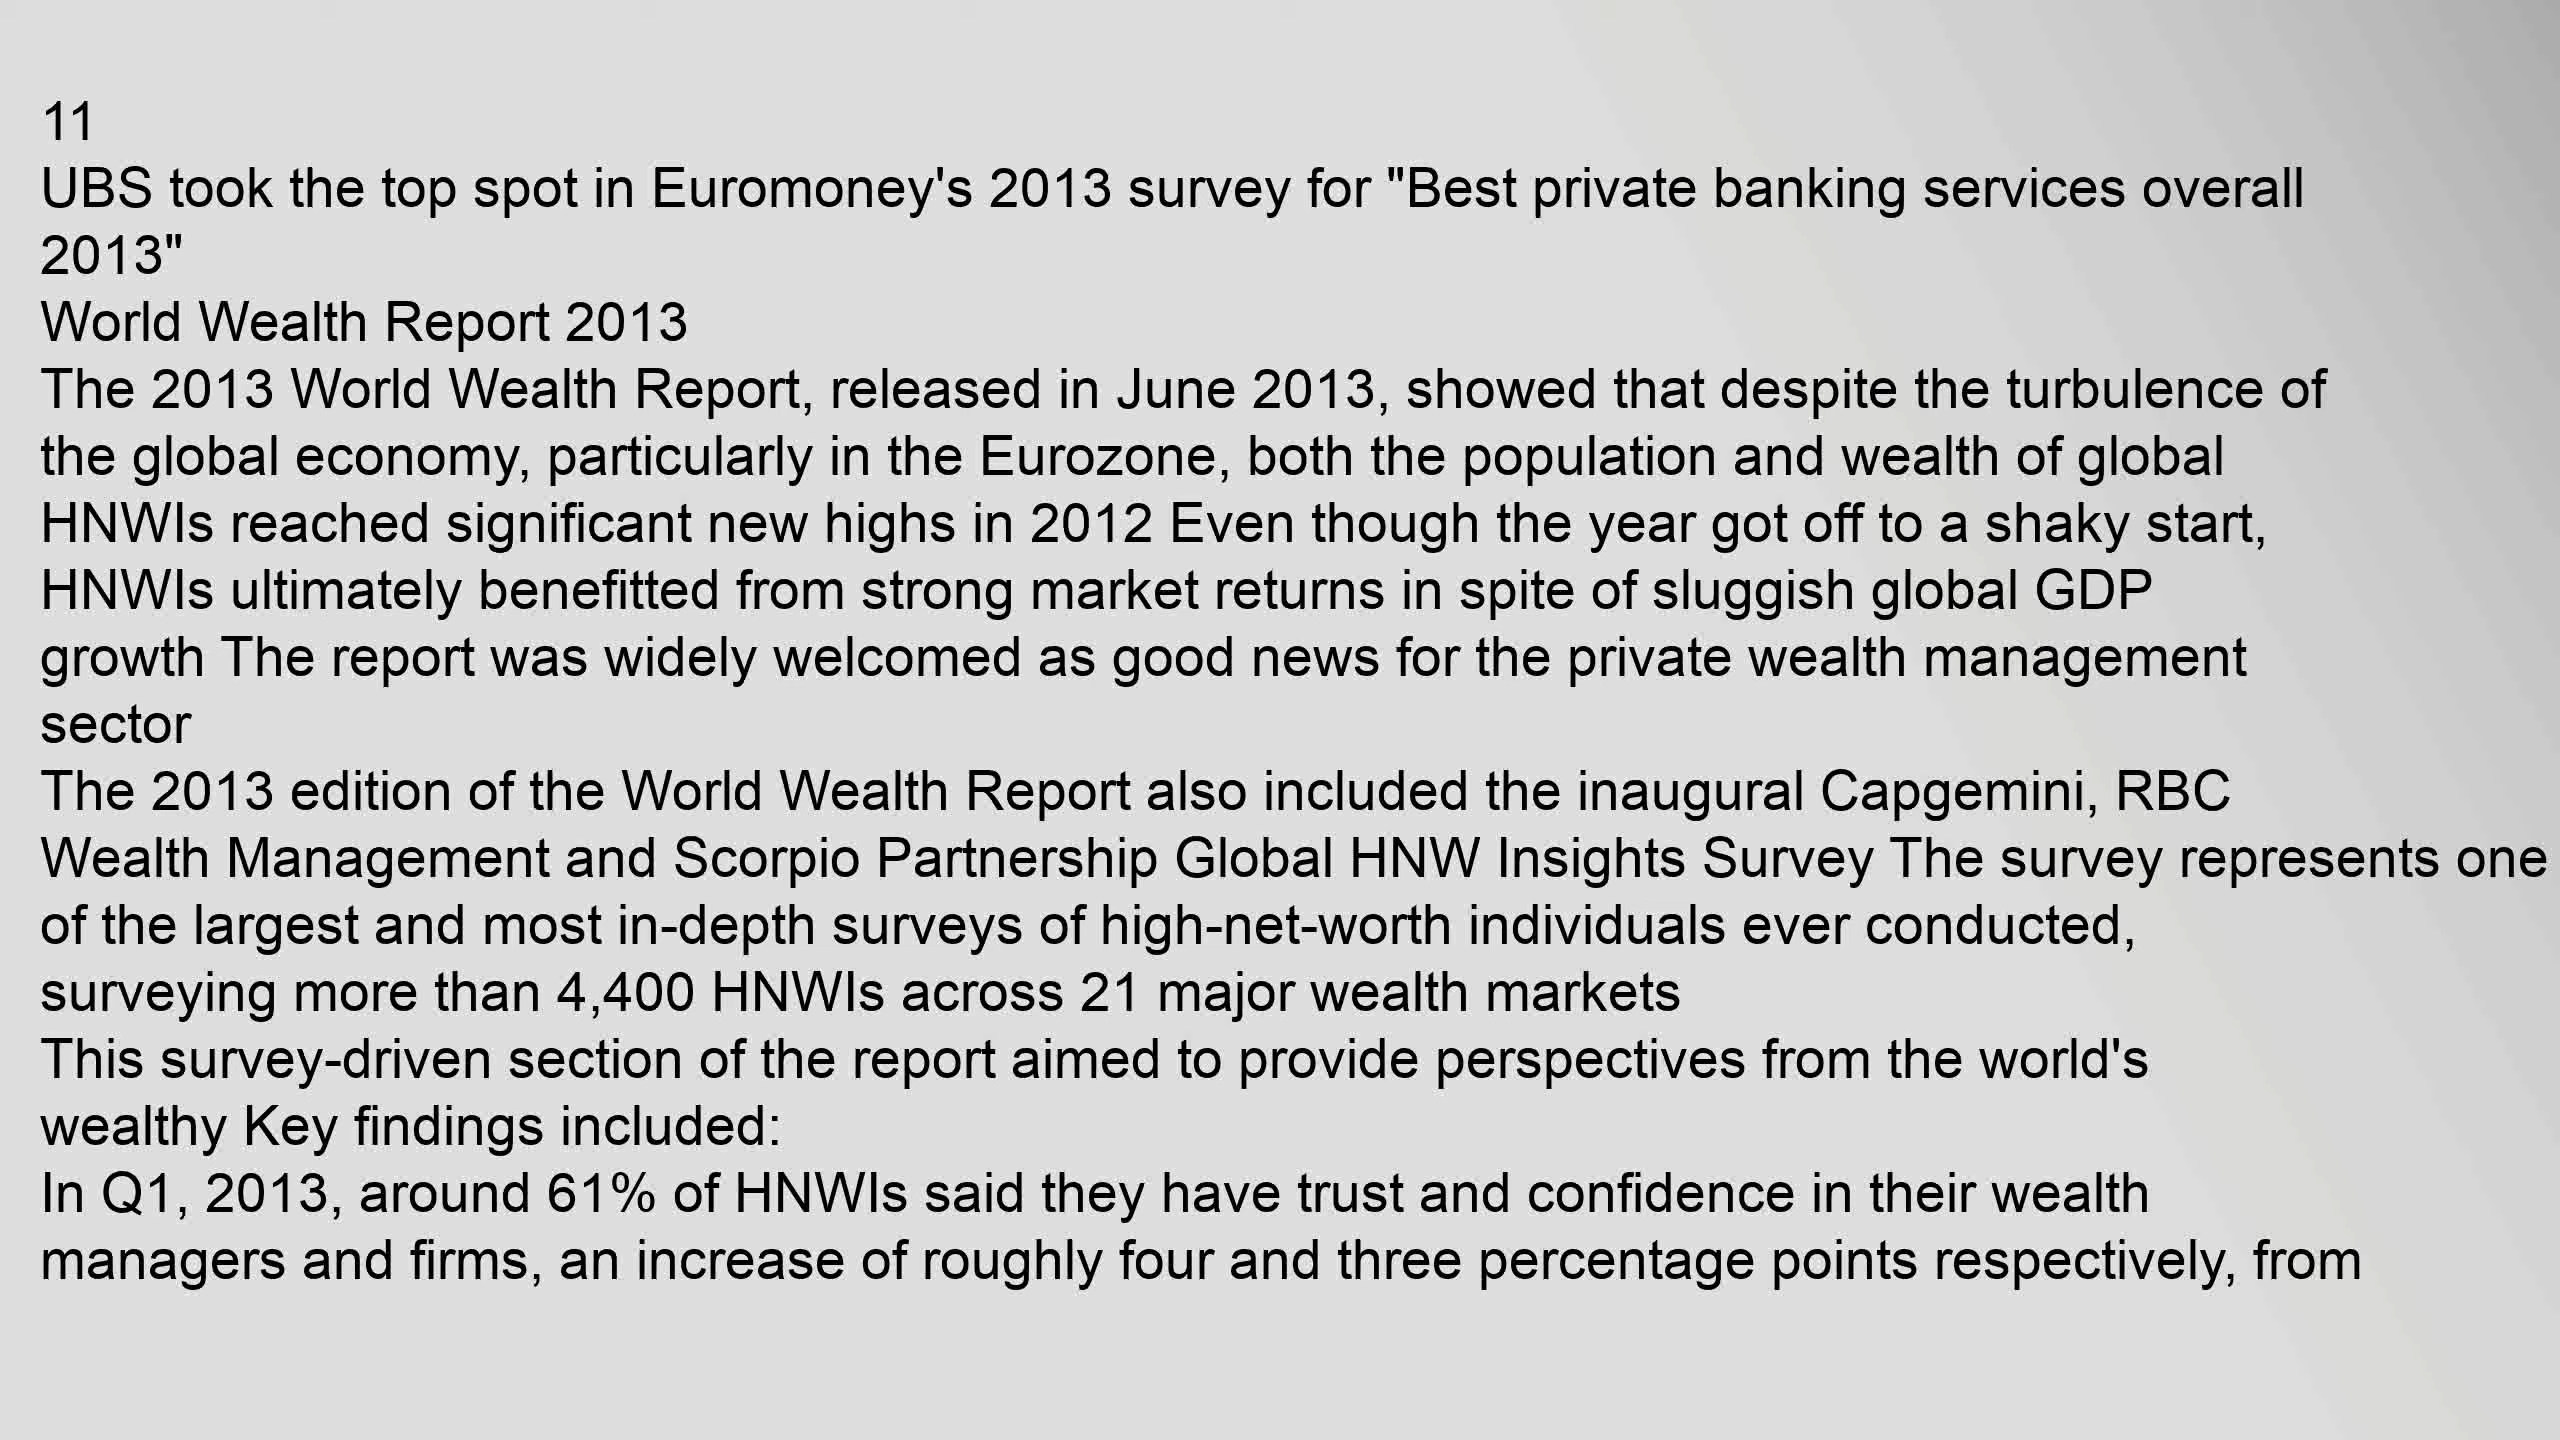 11
UBS took the top spot in Euromoney's 2013 survey for "Best private banking services overall
2013"
World Wealth Report 2013
The 2013 World Wealth Report, released in June 2013, showed that despite the turbulence of
the global economy, particularly in the Eurozone, both the population and wealth of global
HNWIs reached significant new highs in 2012 Even though the year got off to a shaky start,
HNWIs ultimately benefitted from strong market returns in spite of sluggish global GDP
growth The report was widely welcomed as good news for the private wealth management
sector
The 2013 edition of the World Wealth Report also included the inaugural Capgemini, RBC
Wealth Management and Scorpio Partnership Global HNW Insights Survey The survey represents one
of the largest and most in-depth surveys of high-net-worth individuals ever conducted,
surveying more than 4,400 HNWIs across 21 major wealth markets
This survey-driven section of the report aimed to provide perspectives from the world's
wealthy Key findings included:
In Q1, 2013, around 61% of HNWIs said they have trust and confidence in their wealth
managers and firms, an increase of roughly four and three percentage points respectively, from